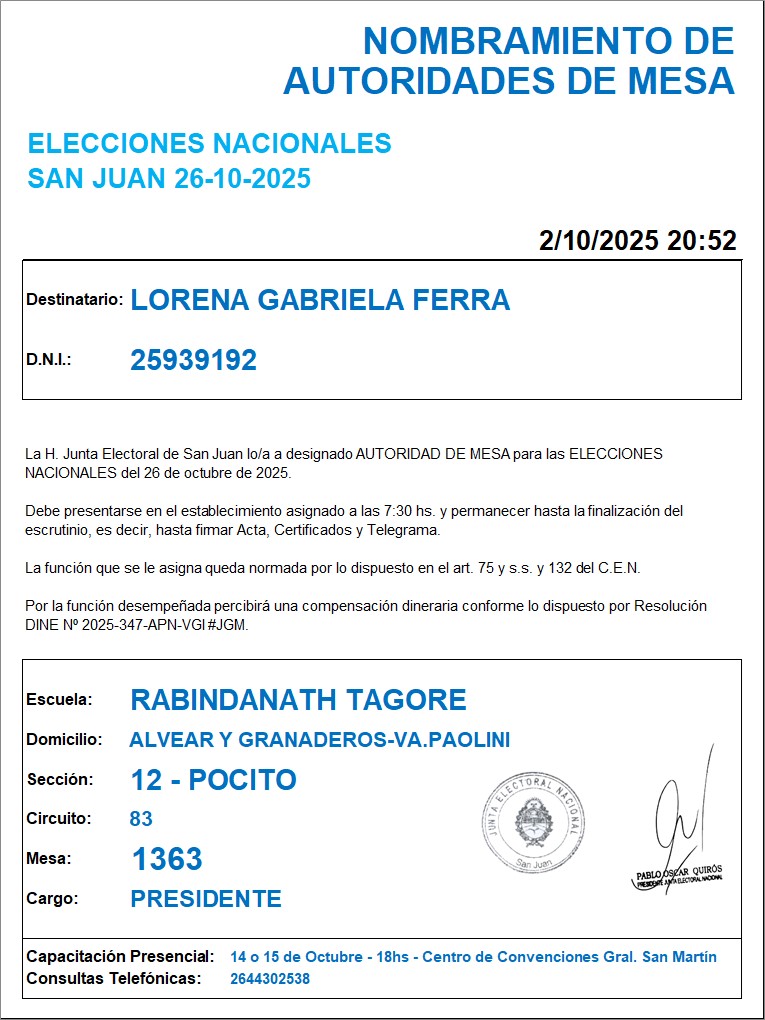 NOMBRAMIENTO DE
AUTORIDADES DE MESA
ELECCIONES NACIONALES
SAN JUAN 26-10-2025
2/10/2025 20:52
Destinatario: LORENA GABRIELA FERRA
D.N.I.: 25939192
La H. Junta Electoral de San Juan lo/a a designado AUTORIDAD DE MESA para las ELECCIONES
NACIONALES del 26 de octubre de 2025.
Debe presentarse en el establecimiento asignado a las 7:30 hs. y permanecer hasta la finalización del
escrutinio, es decir, hasta firmar Acta, Certificados y Telegrama.
La función que se le asigna queda normada por lo dispuesto en el art. 75 y s.s. y 132 del C.E.N.
Por la función desempeñada percibirá una compensación dineraria conforme lo dispuesto por Resolución
DINE Nº 2025-347-APN-VGI#JGM.
Escuela: RABINDANATH TAGORE
Domicilio: ALVEAR Y GRANADEROS-VA.PAOLINI
Sección: 12 - POCITO
Circuito: 83
Mesa: 1363
Cargo: PRESIDENTE
JUNTA ELECTORAL NACIONAL
San Juan
PABLO OSCAR QUIRÓS
PRESIDENTE JUNTA ELECTORAL NACIONAL
Capacitación Presencial: 14 o 15 de Octubre - 18hs - Centro de Convenciones Gral. San Martín
Consultas Telefónicas: 2644302538